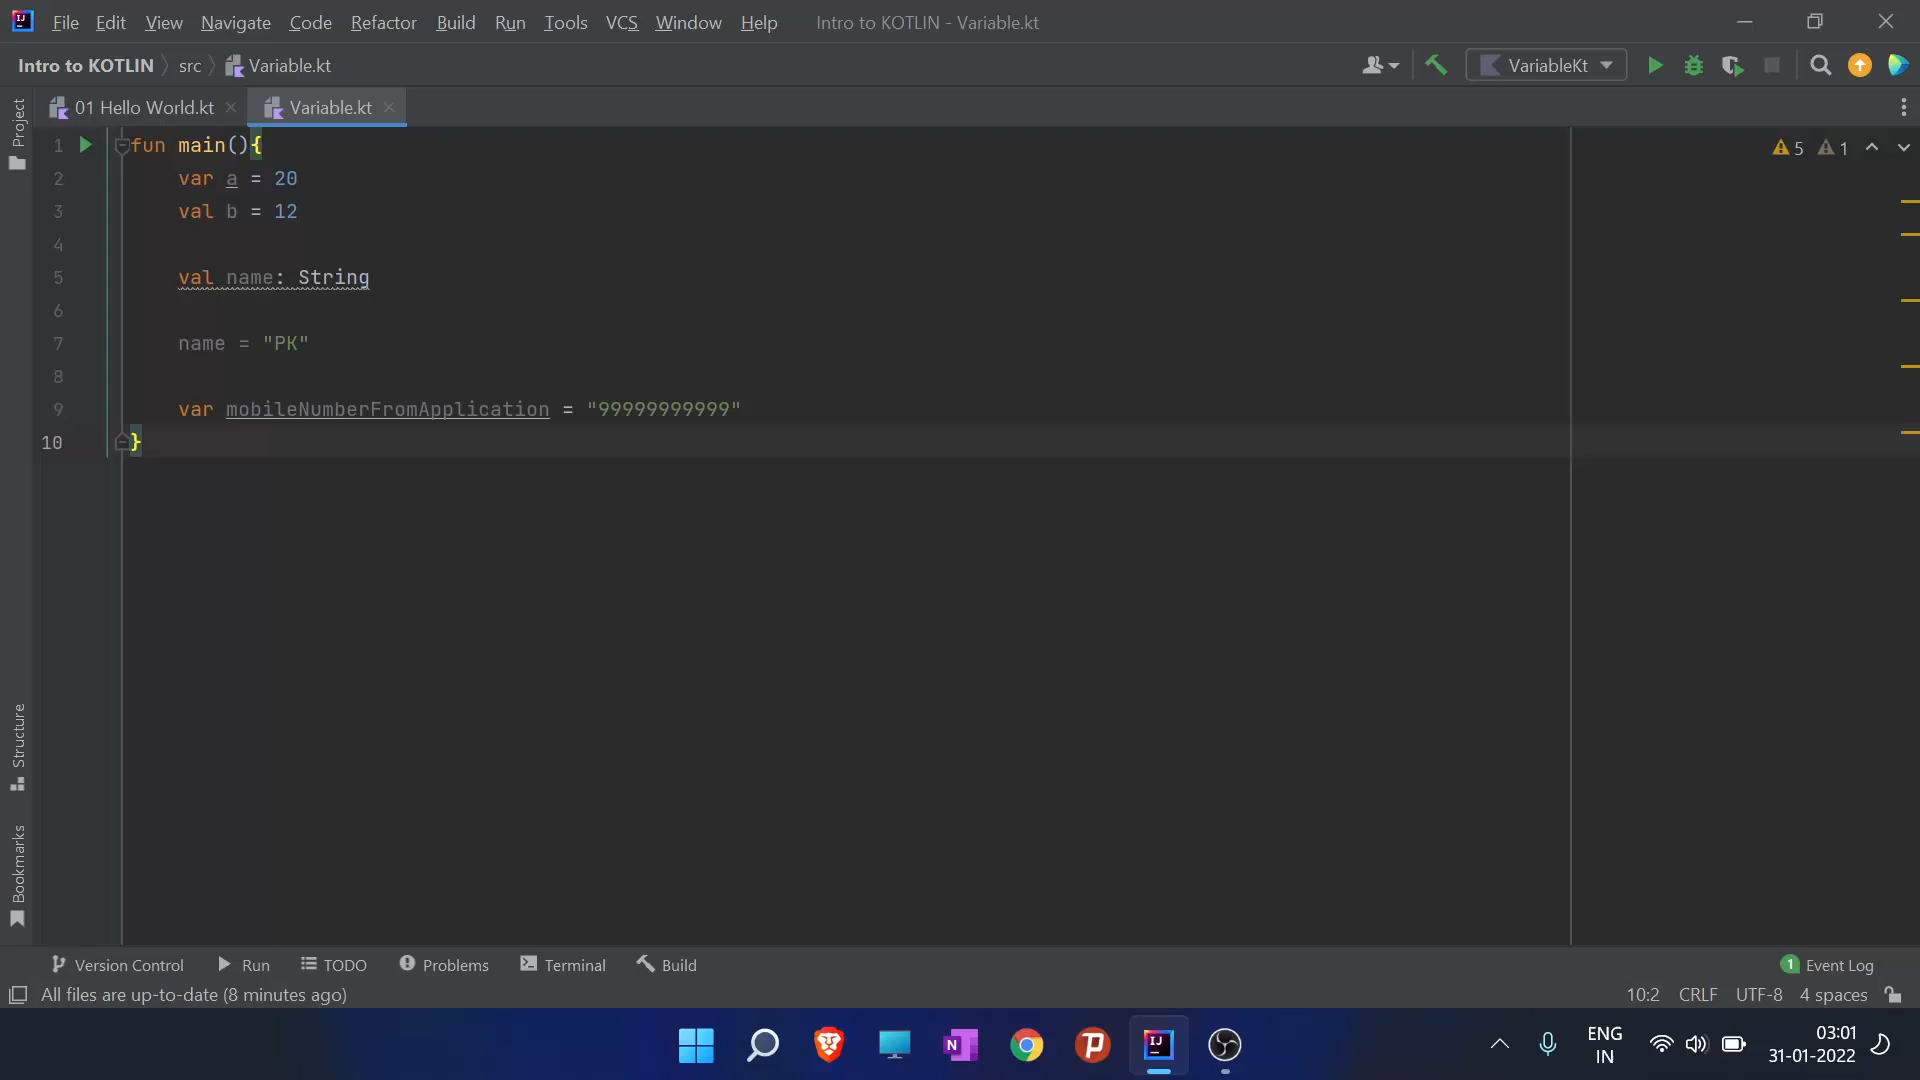 File Edit View Navigate Code Refactor Build Run Tools VCS Window Help Intro to KOTLIN - Variable.kt
Intro to KOTLIN src Variable.kt VariableKt
01 Hello World.kt Variable.kt
Project
1 fun main(){
2 var a = 20
3 val b = 12
4
5 val name: String
6
7 name = "PK"
8
9 var mobileNumberFromApplication = "99999999999"
10 }
5 1
Structure
Bookmarks
Version Control Run TODO Problems Terminal Build 1 Event Log
All files are up-to-date (8 minutes ago) 10:2 CRLF UTF-8 4 spaces
ENG 03:01
IN 31-01-2022